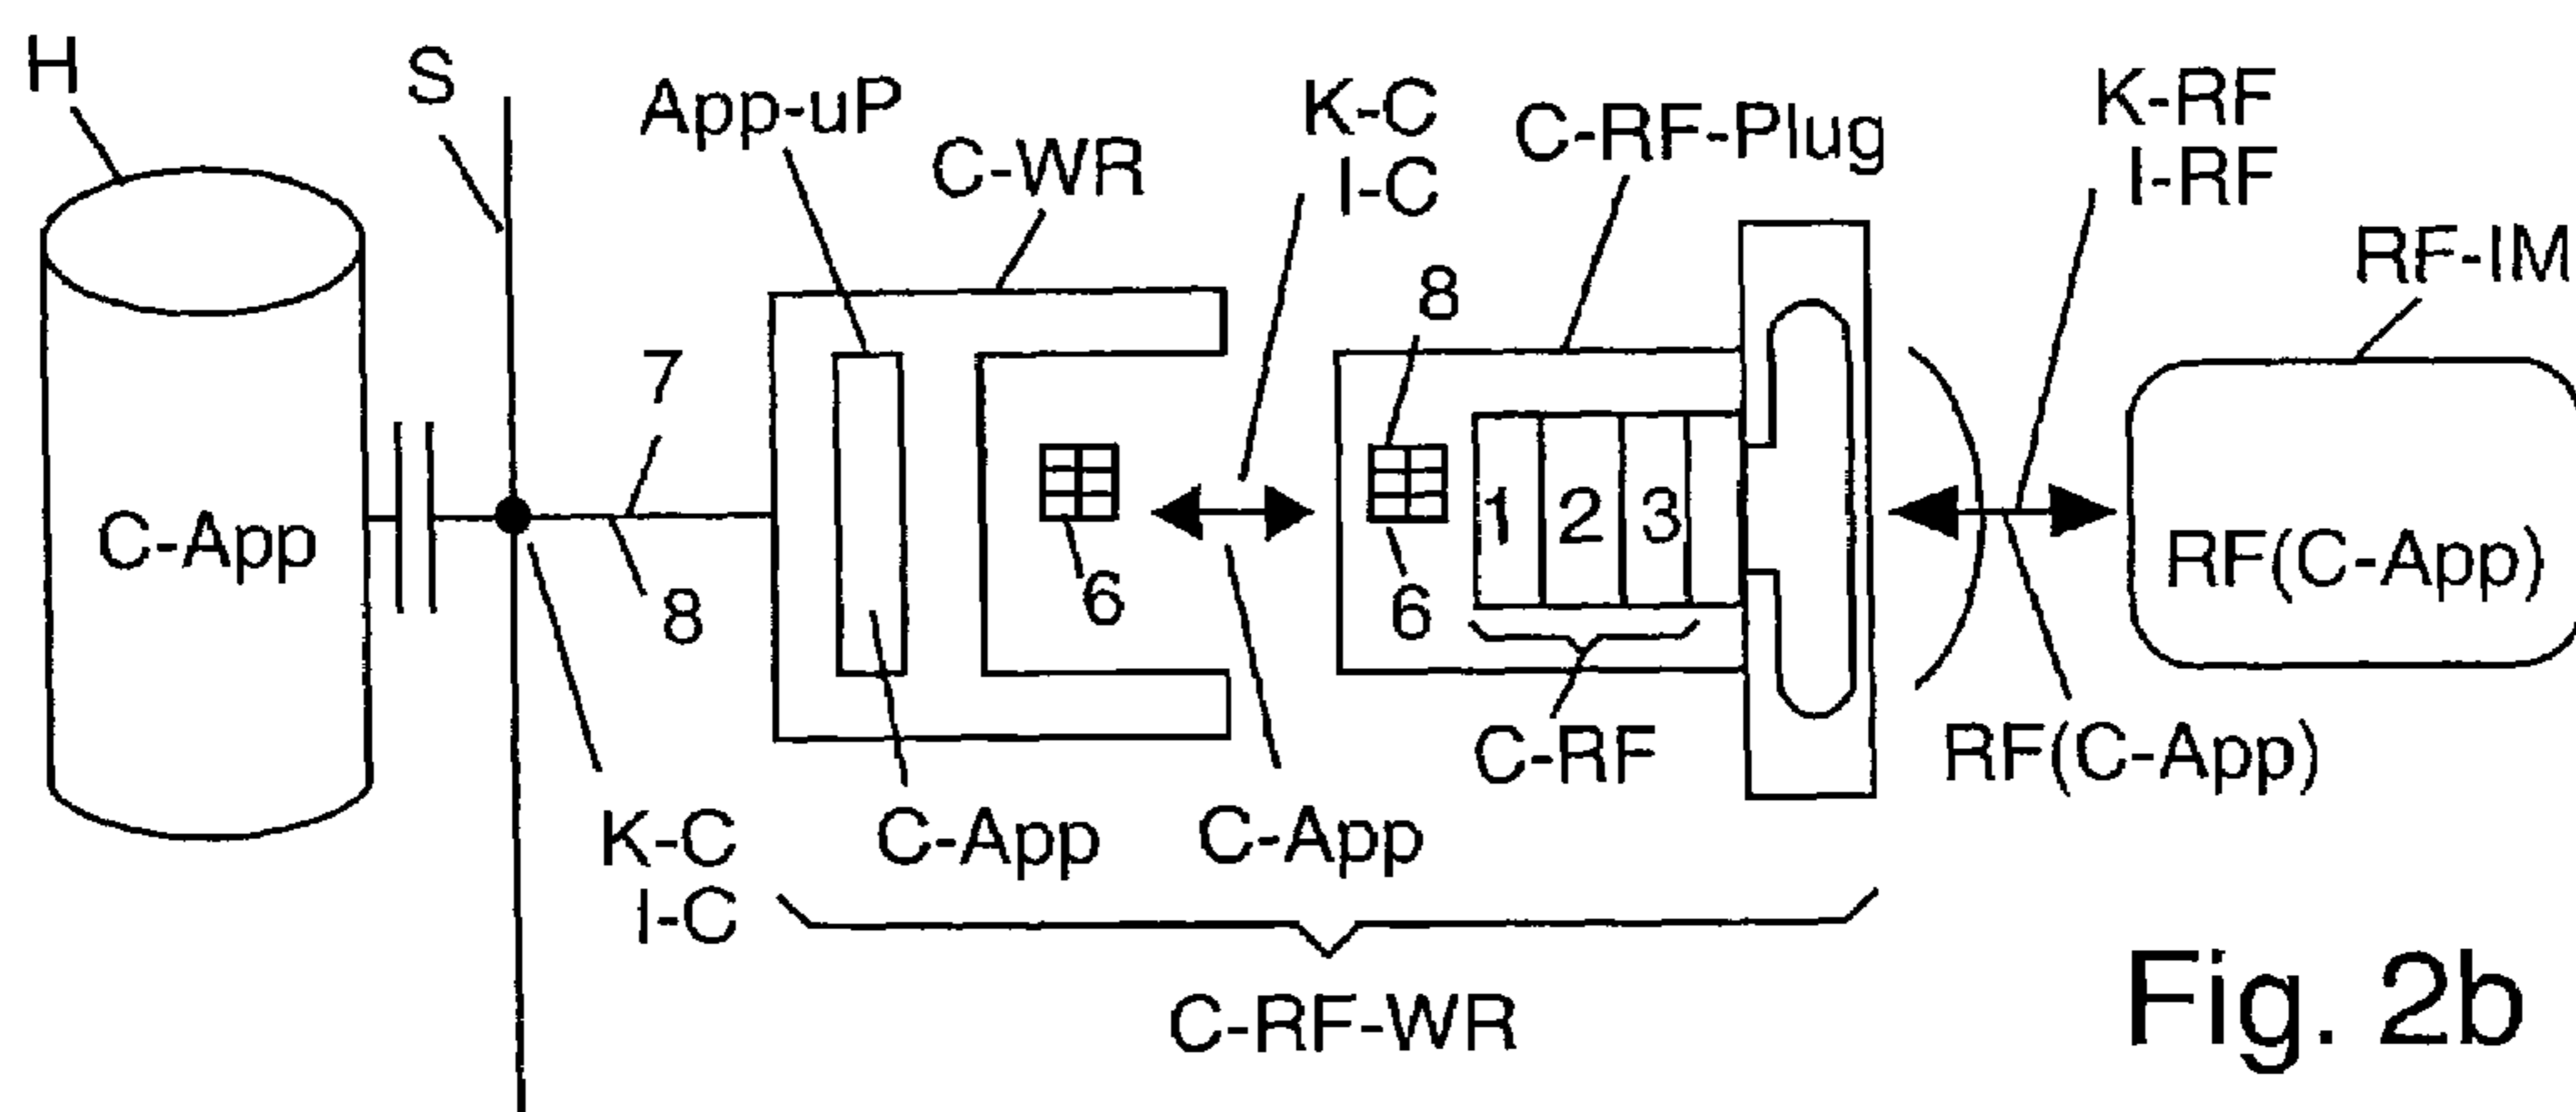 H
S
App-uP
C-WR
K-C
I-C
C-RF-Plug
K-RF
I-RF
RF-IM
8
7
C-App
1 2 3
RF(C-App)
8
6
6
C-RF
RF(C-App)
K-C
I-C
C-App
C-App
C-RF-WR
Fig. 2b